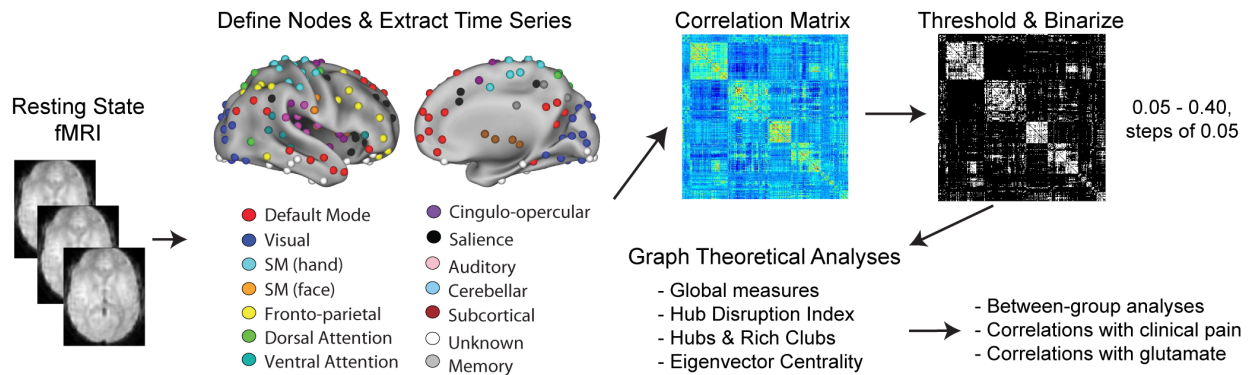 Resting State
fMRI
Define Nodes & Extract Time Series
Default Mode
Visual
SM (hand)
SM (face)
Fronto-parietal
Dorsal Attention
Ventral Attention
Cingulo-opercular
Salience
Auditory
Cerebellar
Subcortical
Unknown
Memory
Correlation Matrix
Threshold & Binarize
0.05 - 0.40,
steps of 0.05
Graph Theoretical Analyses
- Global measures
- Hub Disruption Index
- Hubs & Rich Clubs
- Eigenvector Centrality
- Between-group analyses
- Correlations with clinical pain
- Correlations with glutamate